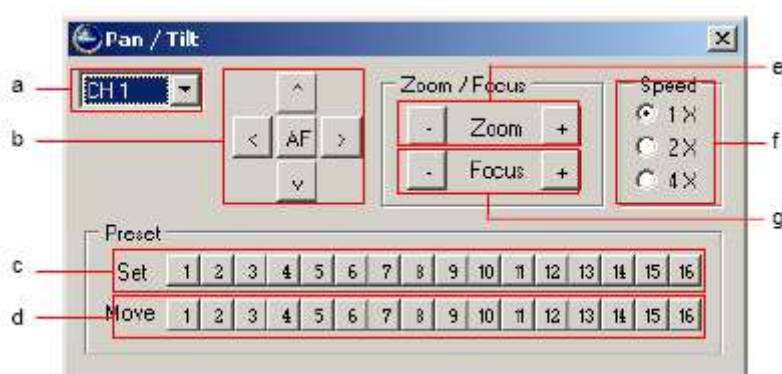 Pan / Tilt
a
CH 1
b
^
< AF >
v
Zoom / Focus
- Zoom +
- Focus +
e
Speed
1X
2X
4X
f
g
Preset
c
Set 1 2 3 4 5 6 7 8 9 10 11 12 13 14 15 16
d
Move 1 2 3 4 5 6 7 8 9 10 11 12 13 14 15 16